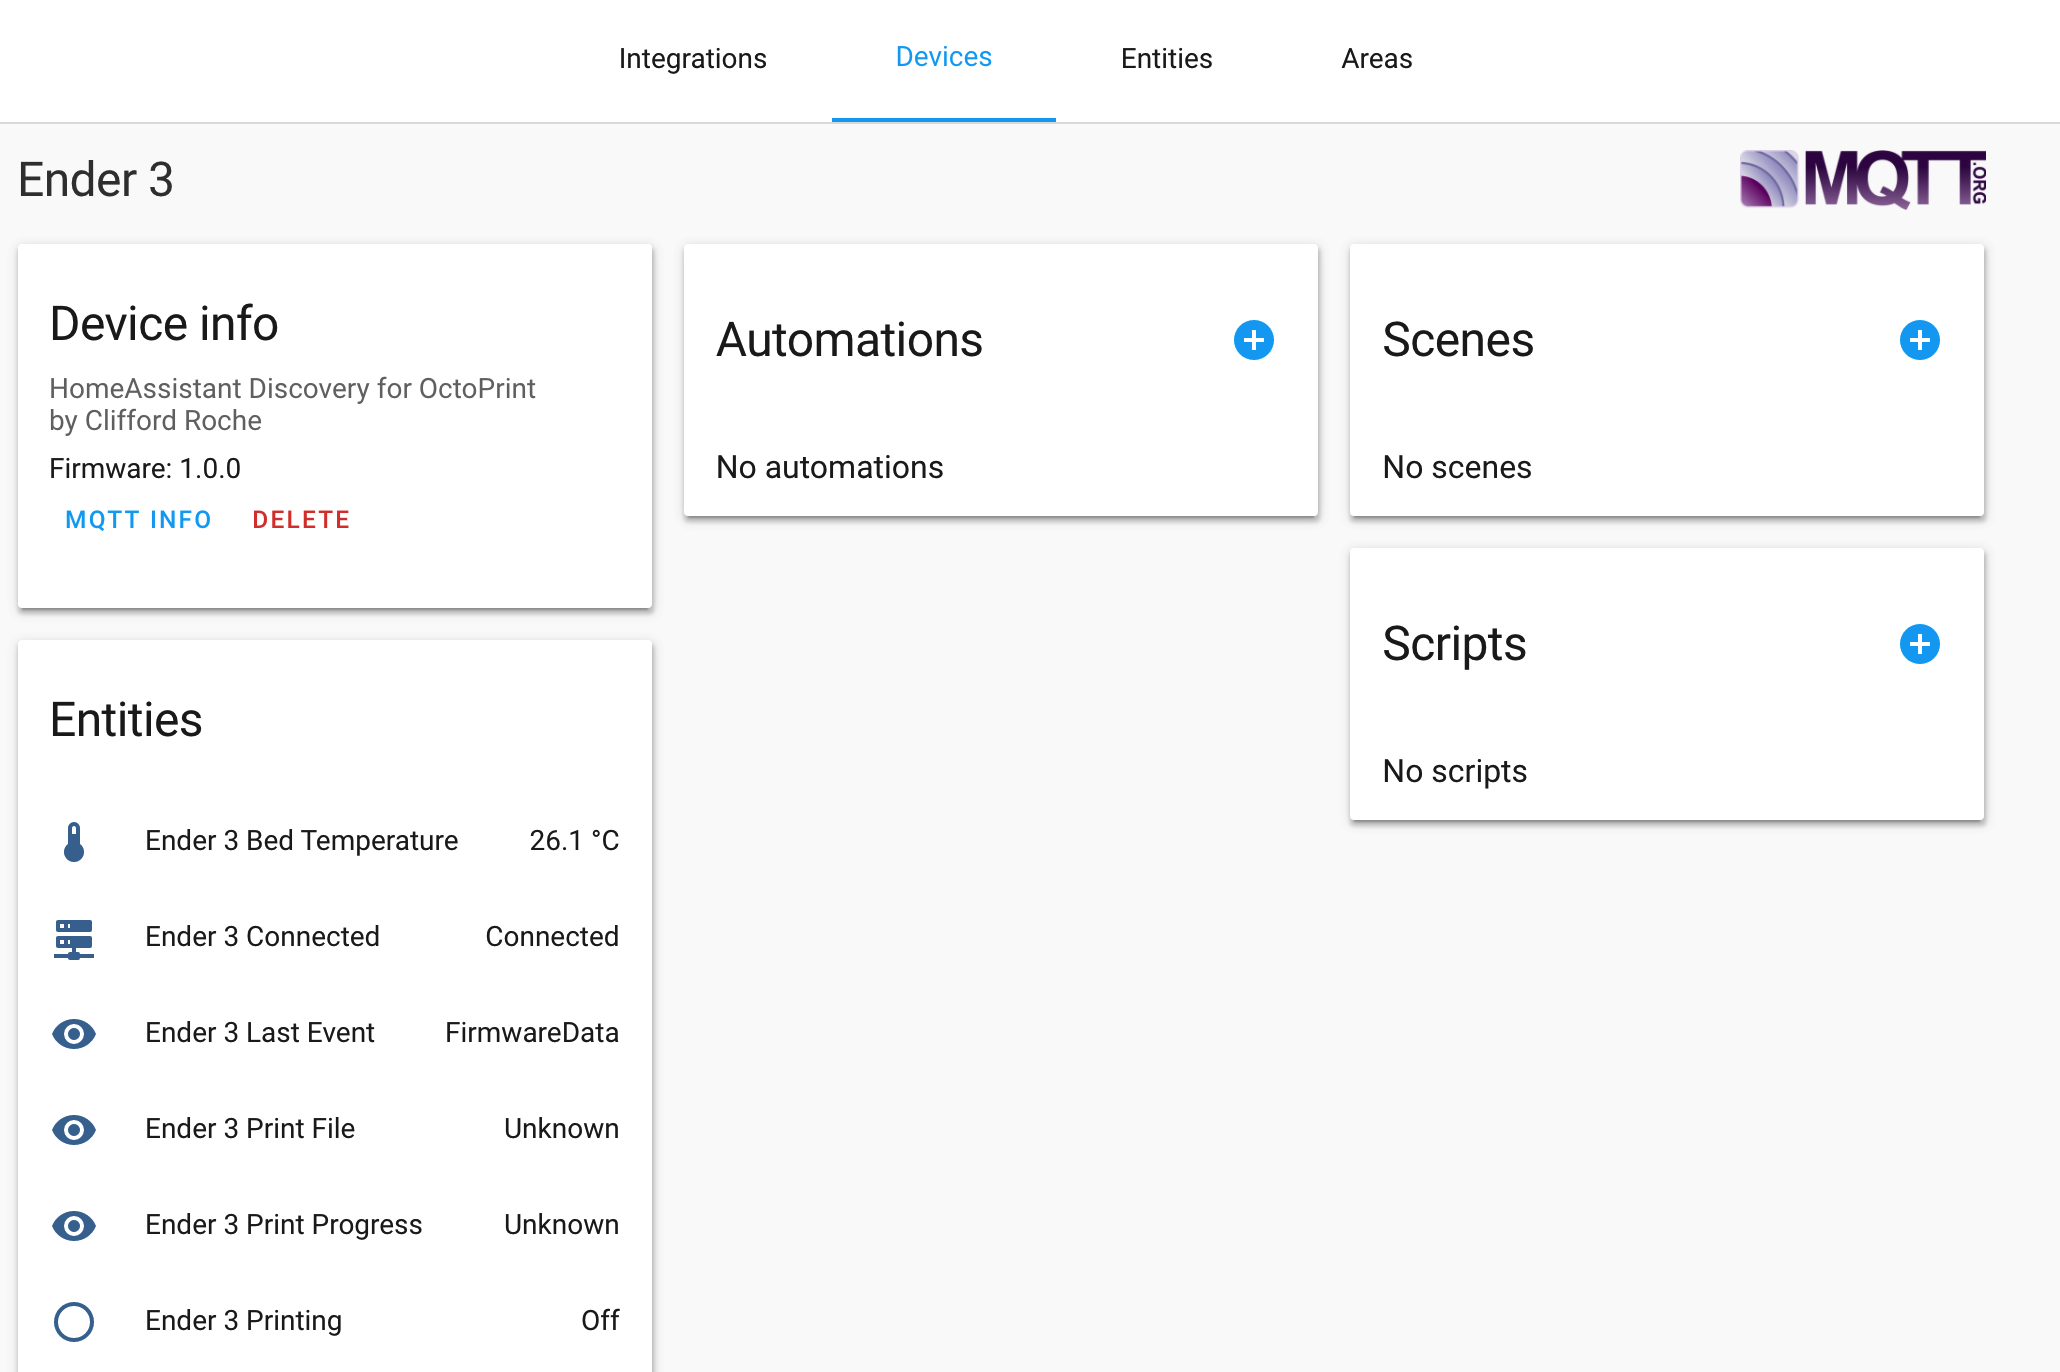 Integrations
Devices
Entities
Areas
Ender 3
MQTT.ORG
Device info
HomeAssistant Discovery for OctoPrint
by Clifford Roche
Firmware: 1.0.0
MQTT INFO DELETE
Automations
No automations
Scenes
No scenes
Scripts
No scripts
Entities
Ender 3 Bed Temperature 26.1 °C
Ender 3 Connected Connected
Ender 3 Last Event FirmwareData
Ender 3 Print File Unknown
Ender 3 Print Progress Unknown
Ender 3 Printing Off